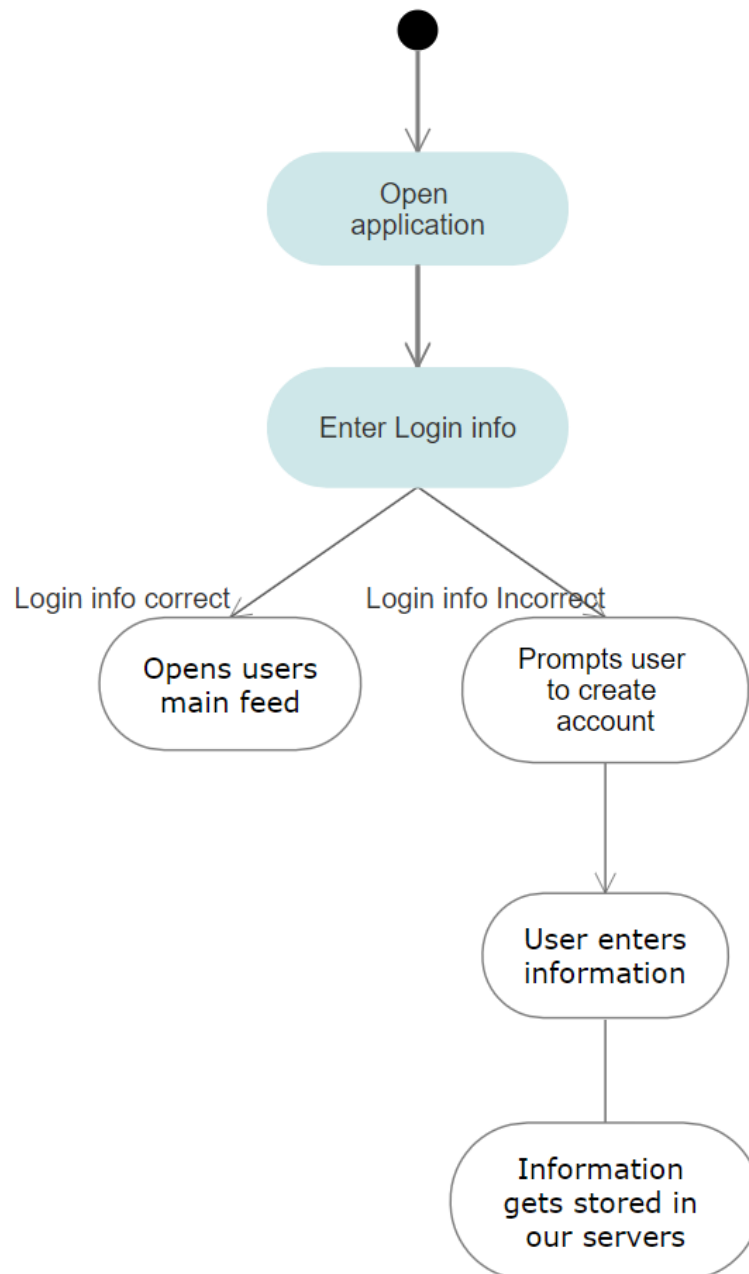 Open
application
Enter Login info
Login info correct
Login info Incorrect
Opens users
main feed
Prompts user
to create
account
User enters
information
Information
gets stored in
our servers